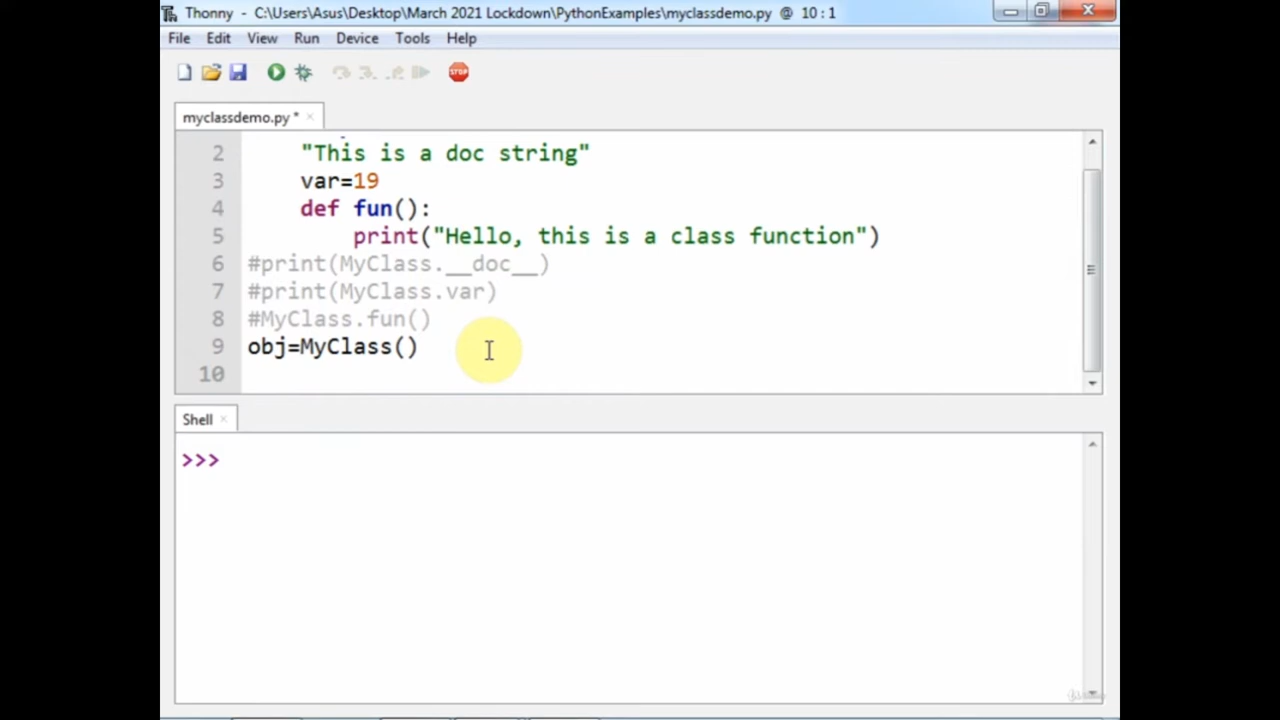 Thonny - C:\Users\Asus\Desktop\March 2021 Lockdown\PythonExamples\myclassdemo.py @ 10 : 1
File Edit View Run Device Tools Help
STOP
myclassdemo.py * ×
2 "This is a doc string"
3 var=19
4 def fun():
5 print("Hello, this is a class function")
6 #print(MyClass.__doc__)
7 #print(MyClass.var)
8 #MyClass.fun()
9 obj=MyClass()
10
Shell ×
>>>